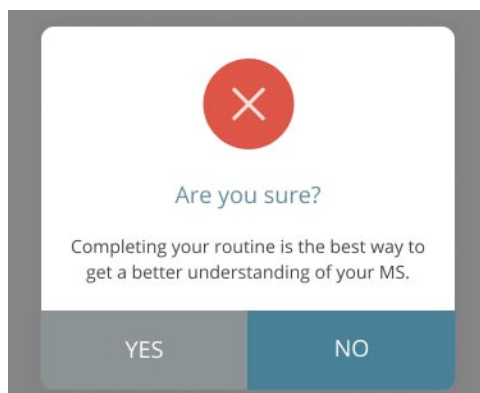 Are you sure?
Completing your routine is the best way to
get a better understanding of your MS.
YES
NO